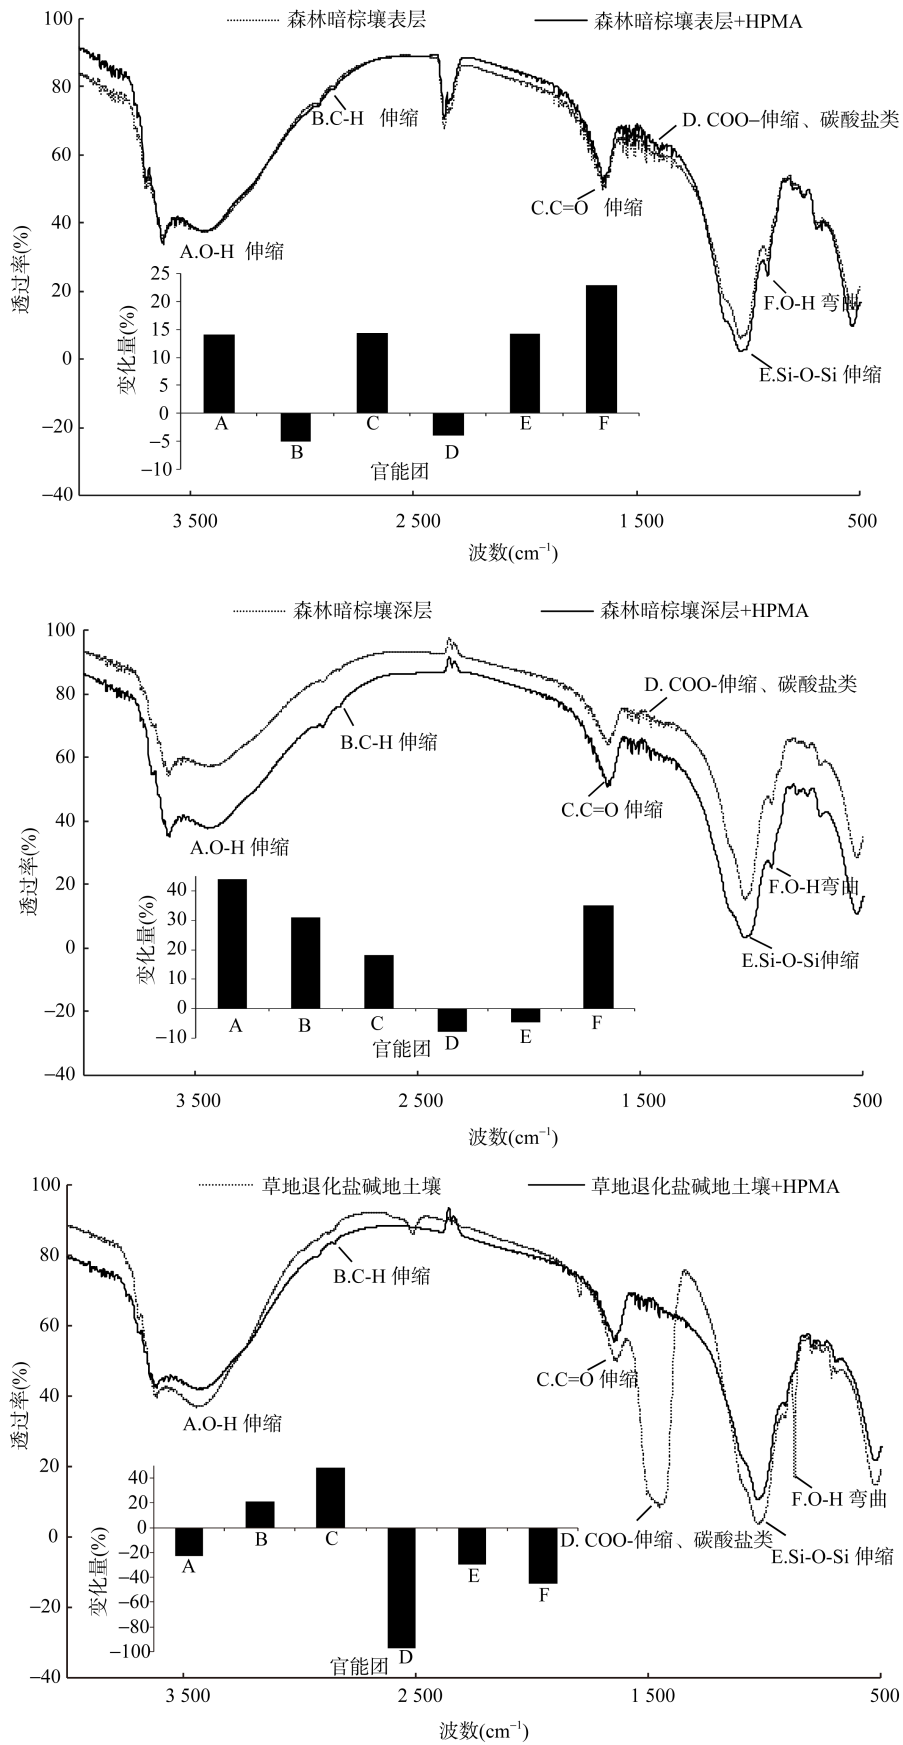 森林暗棕壤表层 森林暗棕壤表层+HPMA
100
80
60
40
20
0
−20
−40
透过率(%)
B.C-H 伸缩
D. COO−伸缩、碳酸盐类
C.C=O 伸缩
A.O-H 伸缩
F.O-H 弯曲
E.Si-O-Si 伸缩
25
20
15
10
5
0
−5
−10
变化量(%)
A B C D E F
官能团
3 500 2 500 1 500 500
波数(cm⁻¹)
森林暗棕壤深层 森林暗棕壤深层+HPMA
100
80
60
40
20
0
−20
−40
透过率(%)
D. COO-伸缩、碳酸盐类
B.C-H 伸缩
C.C=O 伸缩
A.O-H 伸缩
F.O-H弯曲
E.Si-O-Si伸缩
40
30
20
10
0
−10
变化量(%)
A B C D E F
官能团
3 500 2 500 1 500 500
波数(cm⁻¹)
草地退化盐碱地土壤 草地退化盐碱地土壤+HPMA
100
80
60
40
20
0
−20
−40
透过率(%)
B.C-H 伸缩
C.C=O 伸缩
A.O-H 伸缩
F.O-H 弯曲
D. COO-伸缩、碳酸盐类
E.Si-O-Si 伸缩
40
20
0
−20
−40
−60
−80
−100
变化量(%)
A B C D E F
官能团
3 500 2 500 1 500 500
波数(cm⁻¹)